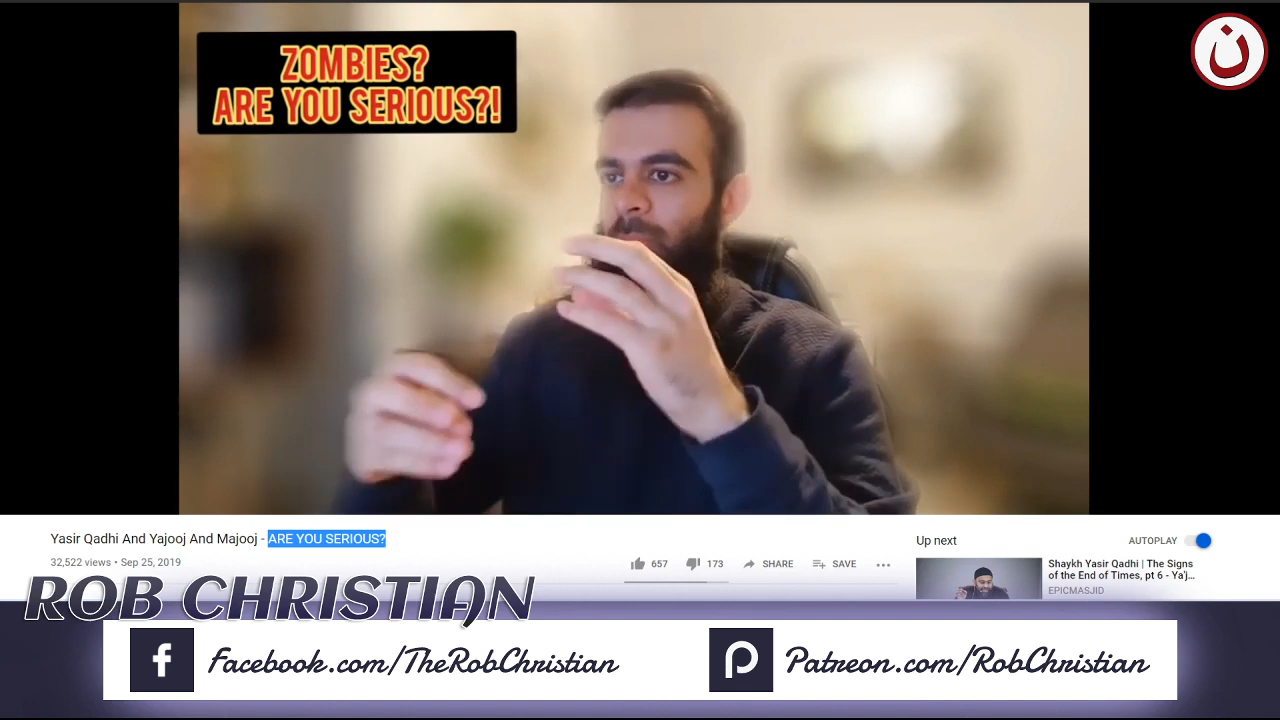 ZOMBIES?
ARE YOU SERIOUS?!
ن
Yasir Qadhi And Yajooj And Majooj - ARE YOU SERIOUS?
32,522 views • Sep 25, 2019
657
173
SHARE
SAVE
Up next
AUTOPLAY
Shaykh Yasir Qadhi | The Signs
of the End of Times, pt 6 - Ya'j...
EPICMASJID
ROB CHRISTIAN
f
Facebook.com/TheRobChristian
Patreon.com/RobChristian